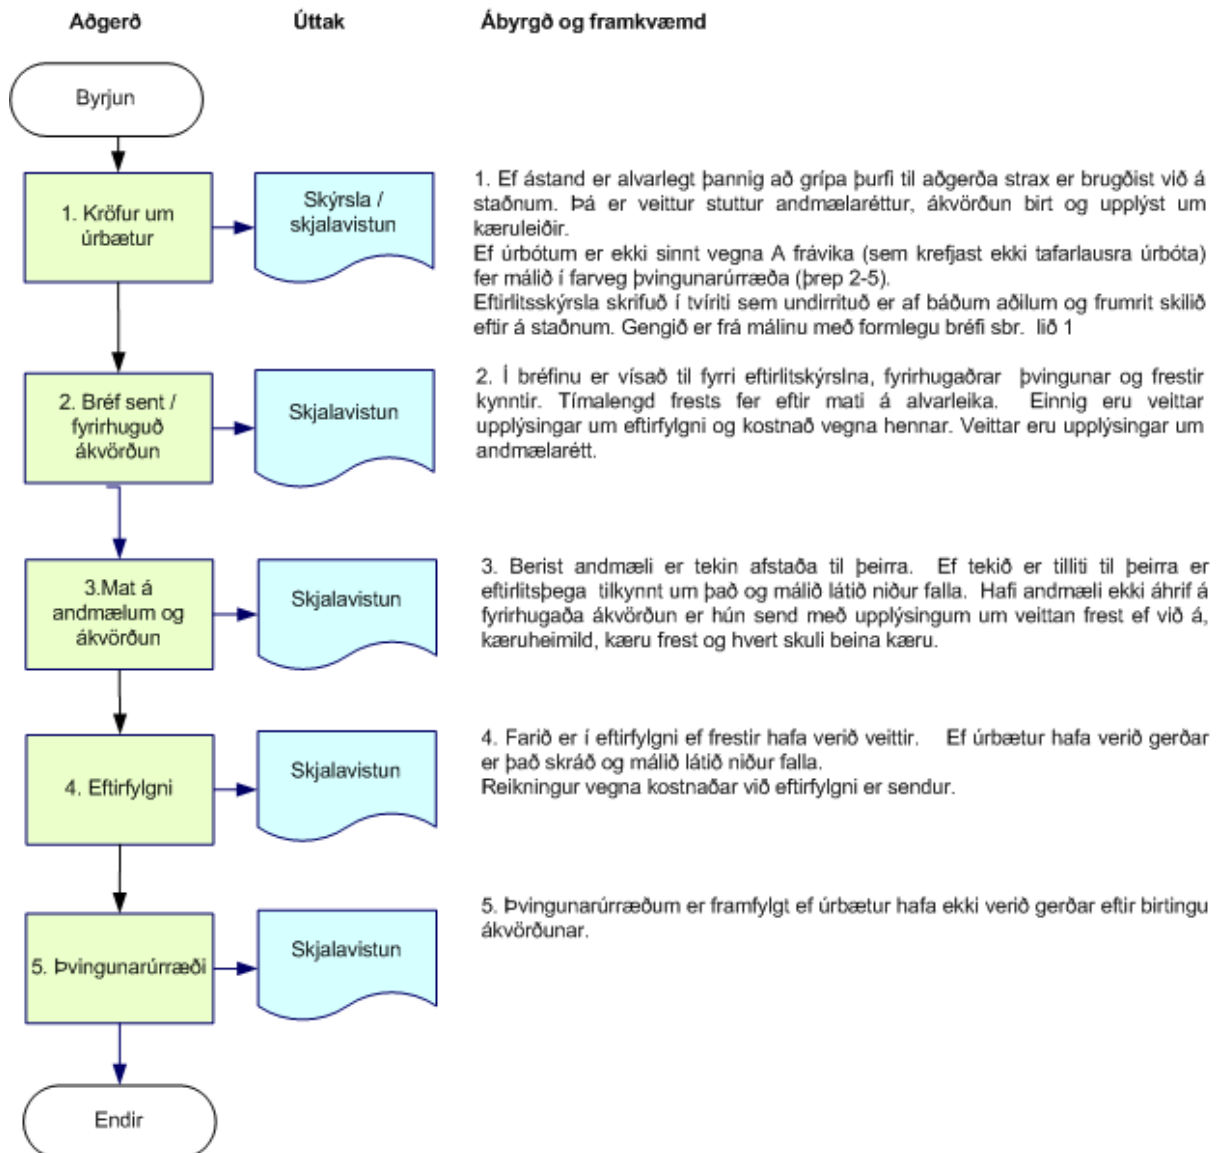 Aðgerð Úttak Ábyrgð og framkvæmd
Byrjun
1. Kröfur um
úrbætur
Skýrsla /
skjalavistun
1. Ef ástand er alvarlegt þannig að grípa þurfi til aðgerða strax er brugðist við á
staðnum. Þá er veittur stuttur andmælaréttur, ákvörðun birt og upplýst um
kæruleiðir.
Ef úrbótum er ekki sinnt vegna A frávika (sem krefjast ekki tafarlausra úrbóta)
fer málið í farveg þvingunarúrræða (þrep 2-5).
Eftirlitsskýrsla skrifuð í tvíriti sem undirrituð er af báðum aðilum og frumrit skilið
eftir á staðnum. Gengið er frá málinu með formlegu bréfi sbr. lið 1
2. Bréf sent /
fyrirhuguð
ákvörðun
Skjalavistun
2. Í bréfinu er vísað til fyrri eftirlitskýrslna, fyrirhugaðrar þvingunar og frestir
kynntir. Tímalengd frests fer eftir mati á alvarleika. Einnig eru veittar
upplýsingar um eftirfylgni og kostnað vegna hennar. Veittar eru upplýsingar um
andmælarétt.
3.Mat á
andmælum og
ákvörðun
Skjalavistun
3. Berist andmæli er tekin afstaða til þeirra. Ef tekið er tilliti til þeirra er
eftirlitsþega tilkynnt um það og málið látið niður falla. Hafi andmæli ekki áhrif á
fyrirhugaða ákvörðun er hún send með upplýsingum um veittan frest ef við á,
kæruheimild, kæru frest og hvert skuli beina kæru.
4. Eftirfylgni
Skjalavistun
4. Farið er í eftirfylgni ef frestir hafa verið veittir. Ef úrbætur hafa verið gerðar
er það skráð og málið látið niður falla.
Reikningur vegna kostnaðar við eftirfylgni er sendur.
5. Þvingunarúrræði
Skjalavistun
5. Þvingunarúrræðum er framfylgt ef úrbætur hafa ekki verið gerðar eftir birtingu
ákvörðunar.
Endir